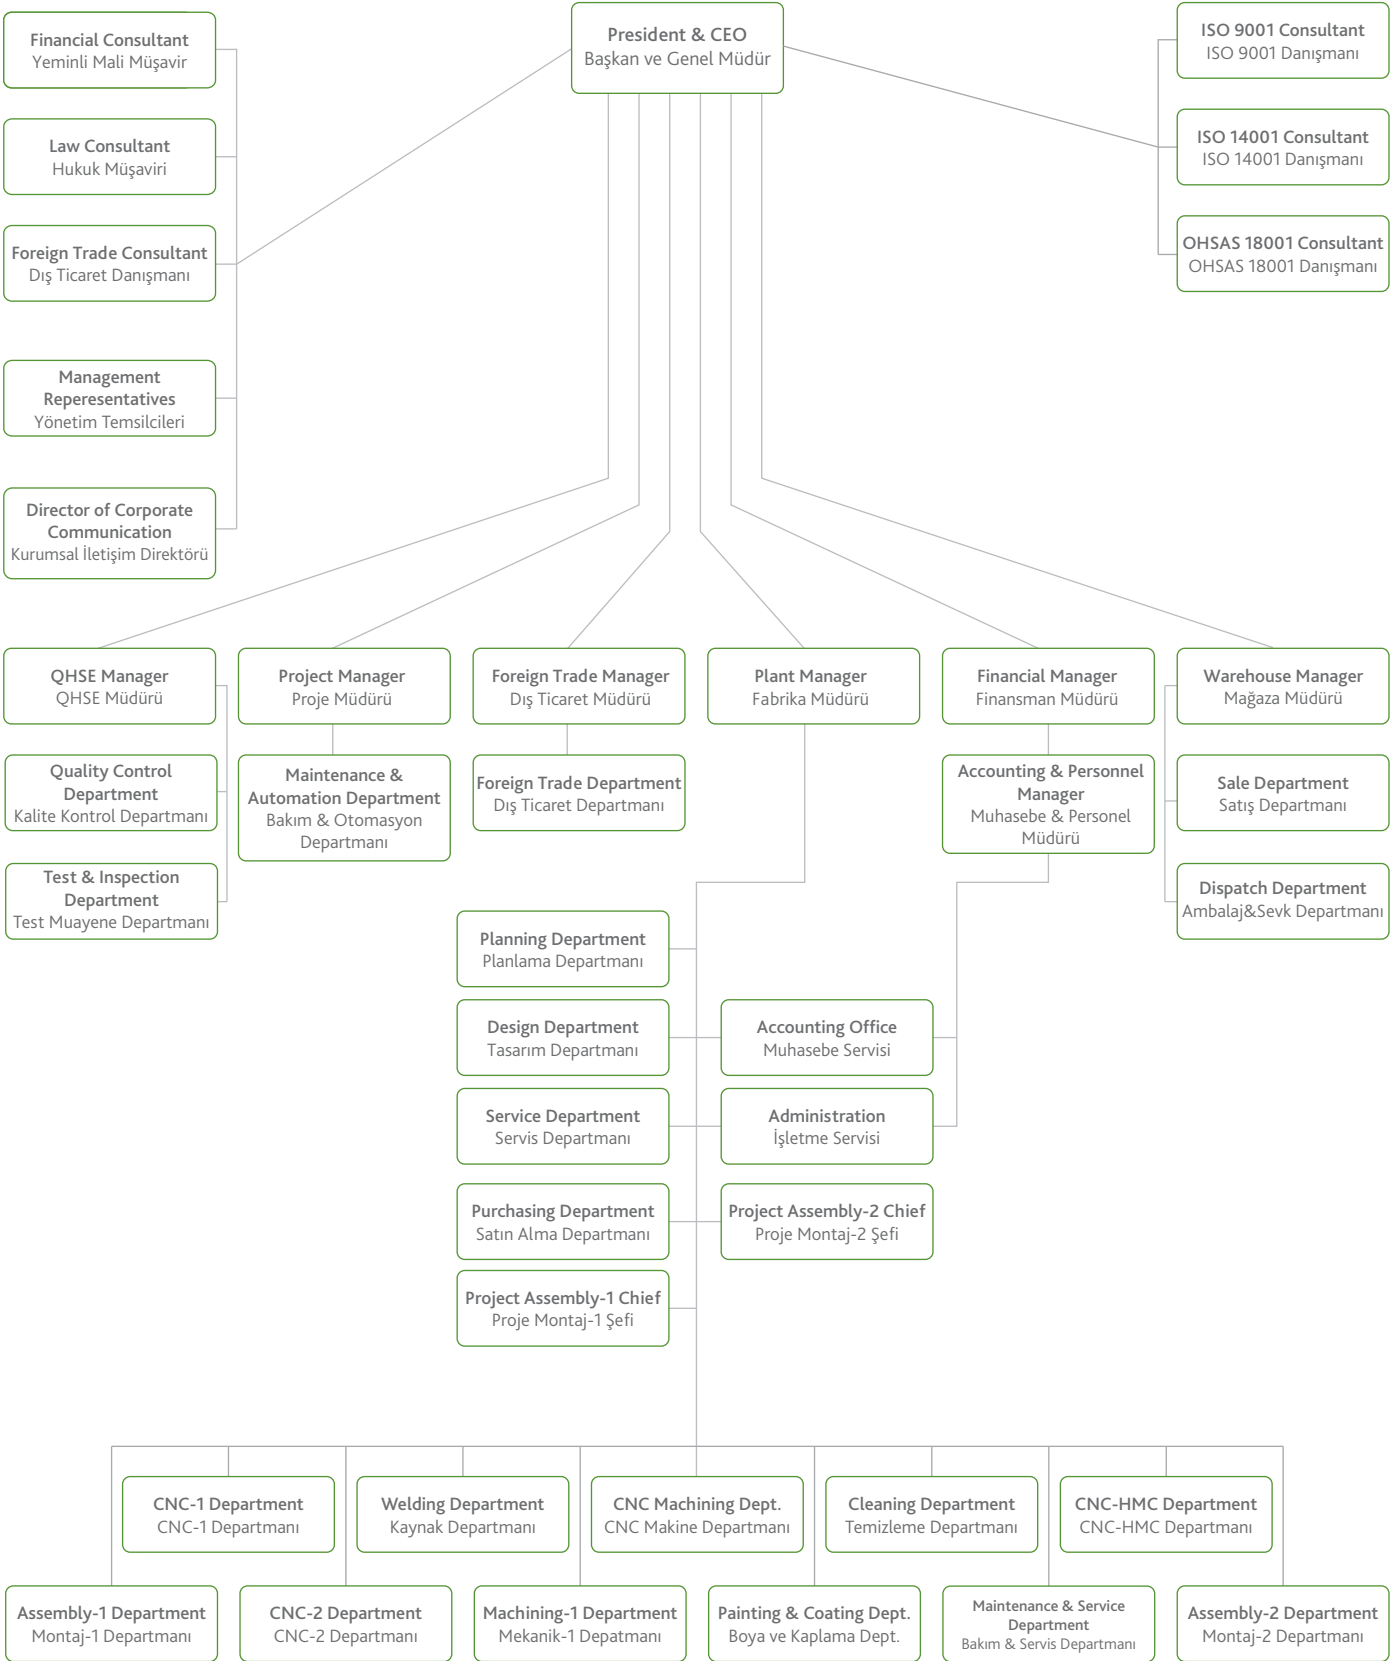 President & CEO
Başkan ve Genel Müdür
Financial Consultant
Yeminli Mali Müşavir
Law Consultant
Hukuk Müşaviri
Foreign Trade Consultant
Dış Ticaret Danışmanı
Management
Reperesentatives
Yönetim Temsilcileri
Director of Corporate
Communication
Kurumsal İletişim Direktörü
ISO 9001 Consultant
ISO 9001 Danışmanı
ISO 14001 Consultant
ISO 14001 Danışmanı
OHSAS 18001 Consultant
OHSAS 18001 Danışmanı
QHSE Manager
QHSE Müdürü
Project Manager
Proje Müdürü
Foreign Trade Manager
Dış Ticaret Müdürü
Plant Manager
Fabrika Müdürü
Financial Manager
Finansman Müdürü
Warehouse Manager
Mağaza Müdürü
Quality Control
Department
Kalite Kontrol Departmanı
Maintenance &
Automation Department
Bakım & Otomasyon
Departmanı
Foreign Trade Department
Dış Ticaret Departmanı
Accounting & Personnel
Manager
Muhasebe & Personel
Müdürü
Sale Department
Satış Departmanı
Test & Inspection
Department
Test Muayene Departmanı
Dispatch Department
Ambalaj&Sevk Departmanı
Planning Department
Planlama Departmanı
Design Department
Tasarım Departmanı
Accounting Office
Muhasebe Servisi
Service Department
Servis Departmanı
Administration
İşletme Servisi
Purchasing Department
Satın Alma Departmanı
Project Assembly-2 Chief
Proje Montaj-2 Şefi
Project Assembly-1 Chief
Proje Montaj-1 Şefi
CNC-1 Department
CNC-1 Departmanı
Welding Department
Kaynak Departmanı
CNC Machining Dept.
CNC Makine Departmanı
Cleaning Department
Temizleme Departmanı
CNC-HMC Department
CNC-HMC Departmanı
Assembly-1 Department
Montaj-1 Departmanı
CNC-2 Department
CNC-2 Departmanı
Machining-1 Department
Mekanik-1 Depatmanı
Painting & Coating Dept.
Boya ve Kaplama Dept.
Maintenance & Service
Department
Bakım & Servis Departmanı
Assembly-2 Department
Montaj-2 Departmanı